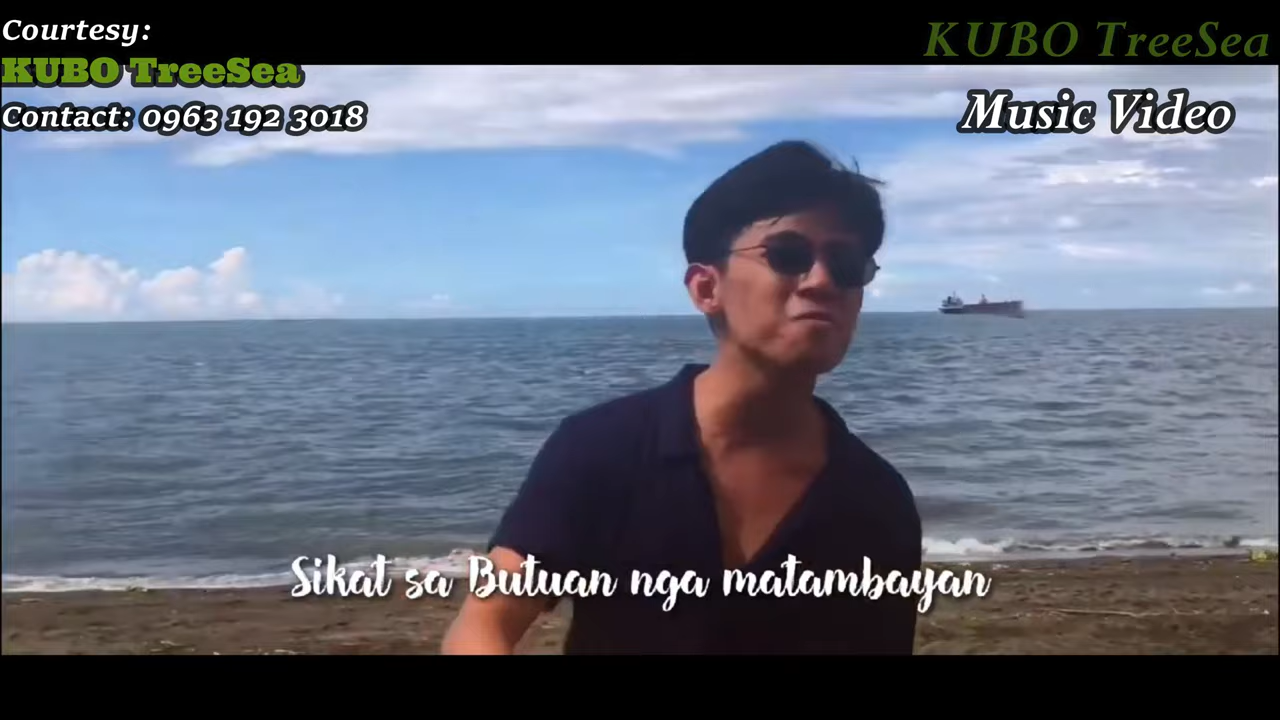 Courtesy:
KUBO TreeSea
KUBO TreeSea
Contact: 0963 192 3018
Music Video
Sikat sa Butuan nga matambayan